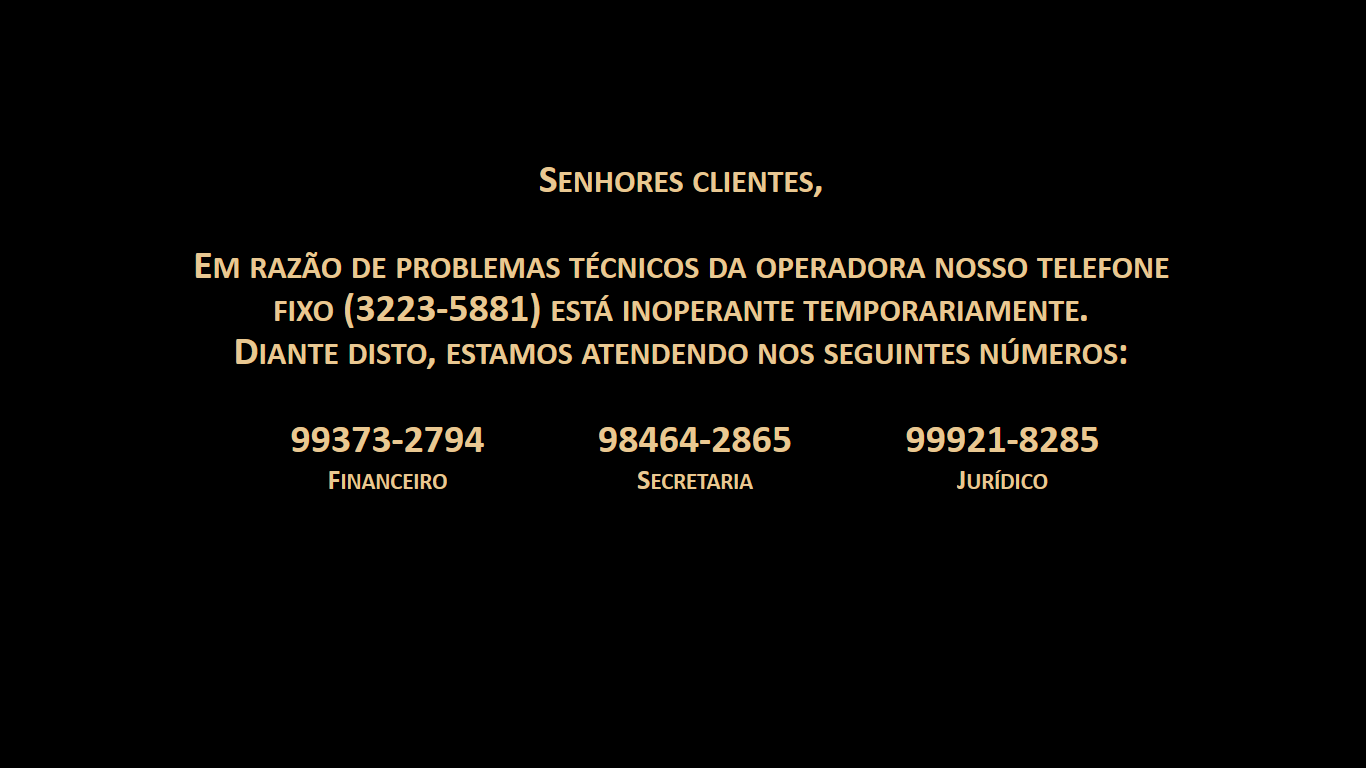 Senhores clientes,
Em razão de problemas técnicos da operadora nosso telefone
fixo (3223-5881) está inoperante temporariamente.
Diante disto, estamos atendendo nos seguintes números:
99373-2794 98464-2865 99921-8285
Financeiro Secretaria Jurídico